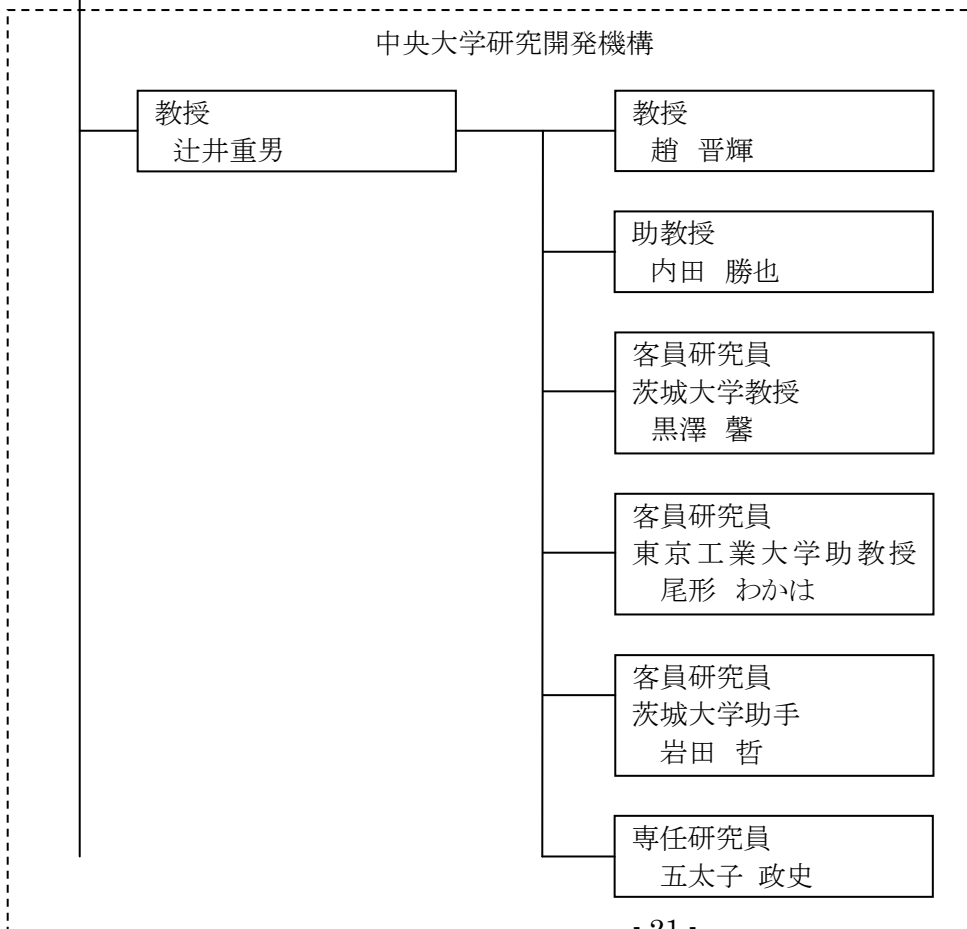 中央大学研究開発機構
教授
辻井重男
教授
趙 晋輝
助教授
内田 勝也
客員研究員
茨城大学教授
黒澤 馨
客員研究員
東京工業大学助教授
尾形 わかは
客員研究員
茨城大学助手
岩田 哲
専任研究員
五太子 政史
- 21 -